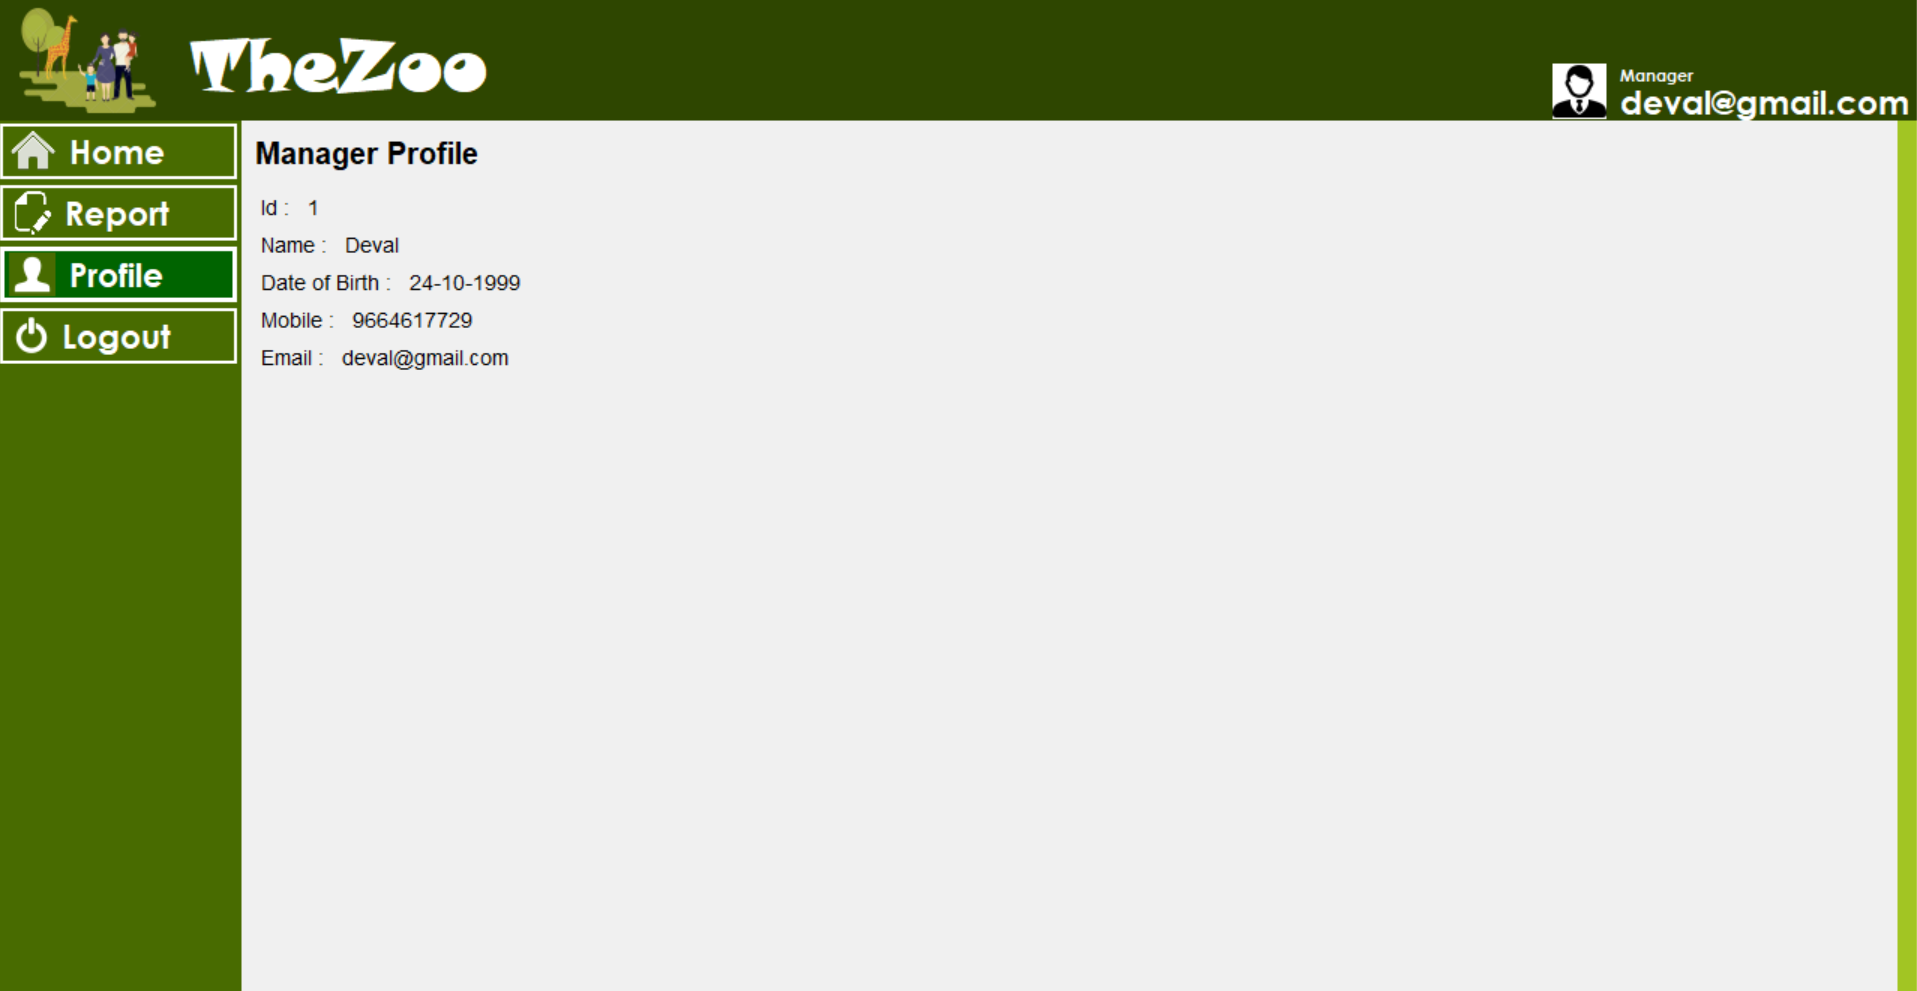 TheZoo
Manager
deval@gmail.com
Home
Report
Profile
Logout
Manager Profile
Id : 1
Name : Deval
Date of Birth : 24-10-1999
Mobile : 9664617729
Email : deval@gmail.com